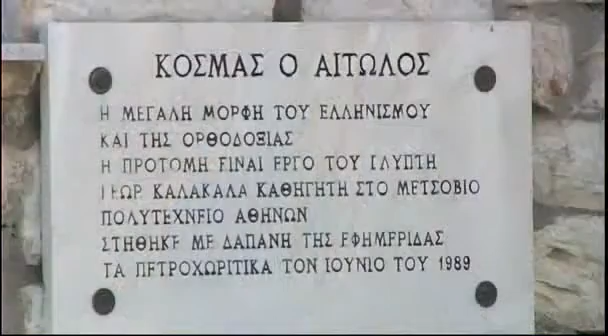 ΚΟΣΜΑΣ Ο ΑΙΤΩΛΟΣ
Η ΜΕΓΑΛΗ ΜΟΡΦΗ ΤΟΥ ΕΛΛΗΝΙΣΜΟΥ
ΚΑΙ ΤΗΣ ΟΡΘΟΔΟΞΙΑΣ
Η ΠΡΟΤΟΜΗ ΕΙΝΑΙ ΕΡΓΟ ΤΟΥ ΓΛΥΠΤΗ
ΓΕΩΡ ΚΑΛΑΚΑΛΑ ΚΑΘΗΓΗΤΗ ΣΤΟ ΜΕΤΣΟΒΙΟ
ΠΟΛΥΤΕΧΝΕΙΟ ΑΘΗΝΩΝ
ΣΤΗΘΗΚΕ ΜΕ ΔΑΠΑΝΗ ΤΗΣ ΕΦΗΜΕΡΙΔΑΣ
ΤΑ ΠΕΤΡΟΧΩΡΙΤΙΚΑ ΤΟΝ ΙΟΥΝΙΟ ΤΟΥ 1989